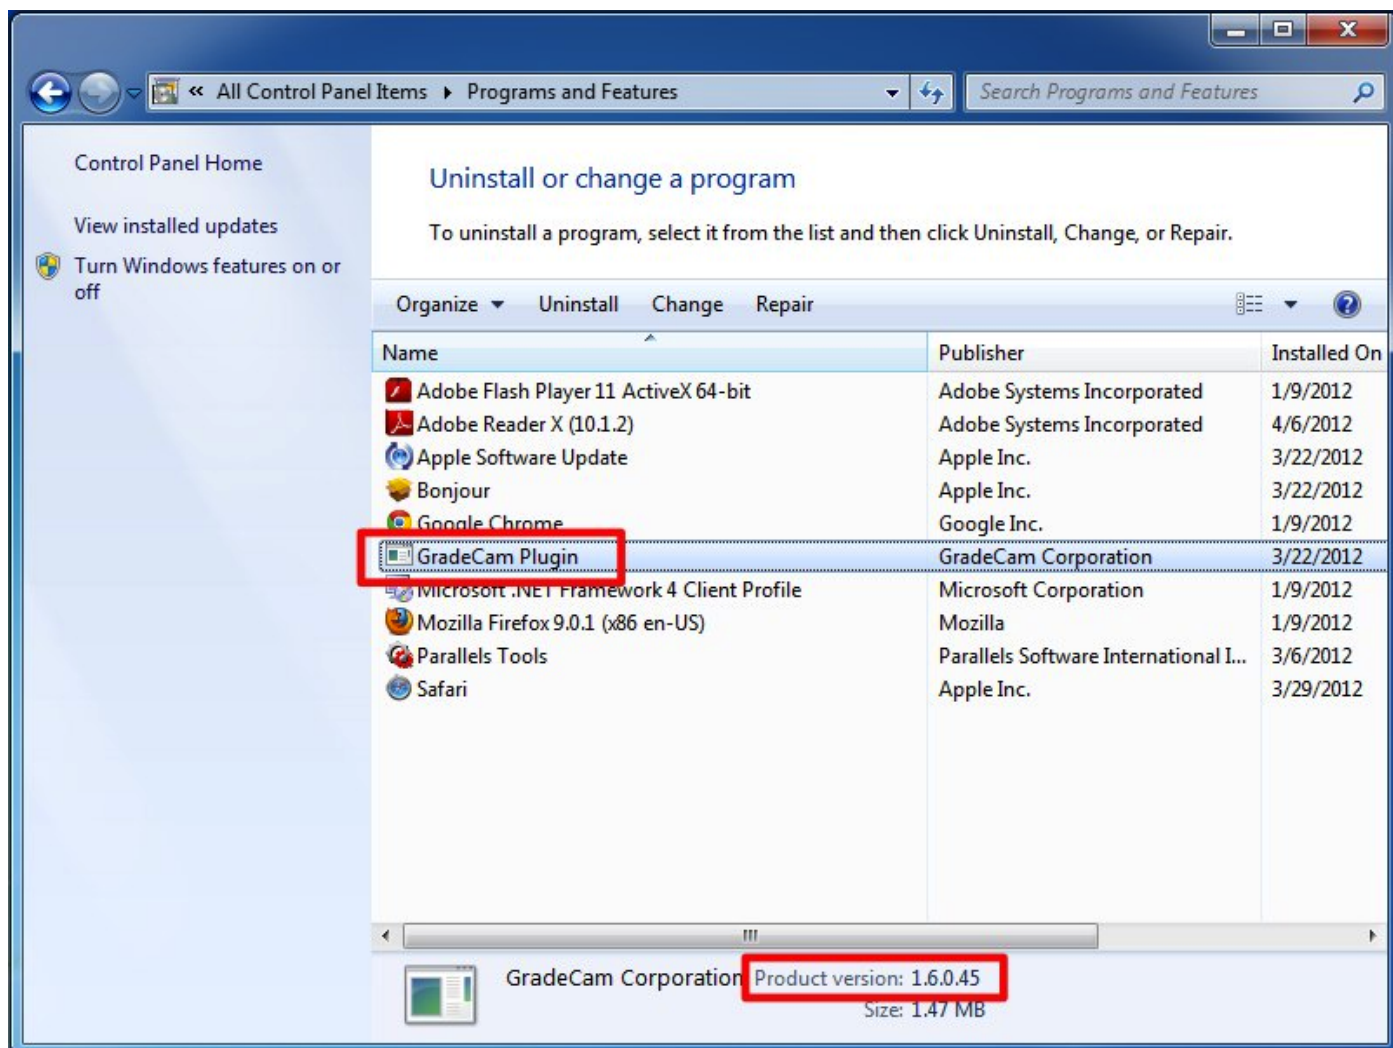 « All Control Panel Items ▸ Programs and Features
Search Programs and Features
Control Panel Home
View installed updates
Turn Windows features on or
off
Uninstall or change a program
To uninstall a program, select it from the list and then click Uninstall, Change, or Repair.
Organize Uninstall Change Repair
Name Publisher Installed On
Adobe Flash Player 11 ActiveX 64-bit Adobe Systems Incorporated 1/9/2012
Adobe Reader X (10.1.2) Adobe Systems Incorporated 4/6/2012
Apple Software Update Apple Inc. 3/22/2012
Bonjour Apple Inc. 3/22/2012
Google Chrome Google Inc. 1/9/2012
GradeCam Plugin GradeCam Corporation 3/22/2012
Microsoft .NET Framework 4 Client Profile Microsoft Corporation 1/9/2012
Mozilla Firefox 9.0.1 (x86 en-US) Mozilla 1/9/2012
Parallels Tools Parallels Software International I... 3/6/2012
Safari Apple Inc. 3/29/2012
GradeCam Corporation Product version: 1.6.0.45
Size: 1.47 MB